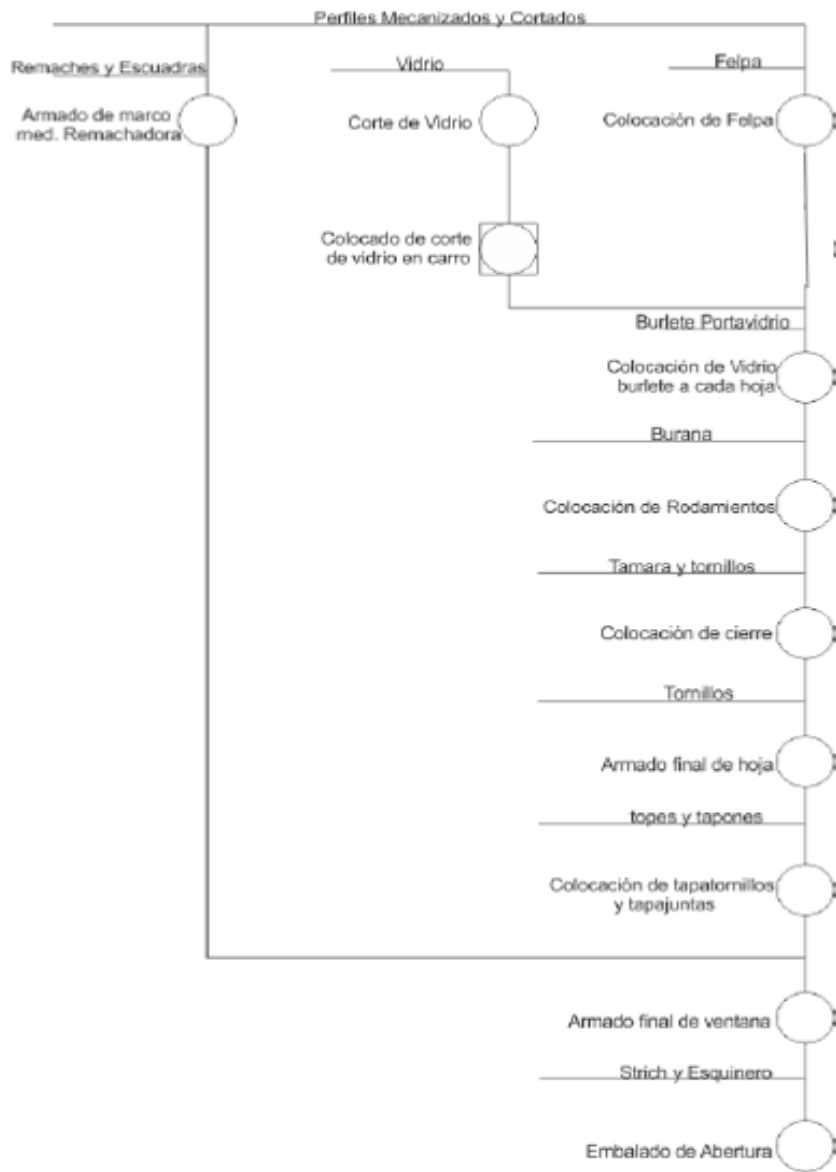 Perfiles Mecanizados y Cortados
Remaches y Escuadras
Vidrio
Felpa
Armado de marco
med. Remachadora
Corte de Vidrio
Colocación de Felpa
Colocado de corte
de vidrio en carro
Burlete Portavidrio
Colocación de Vidrio
burlete a cada hoja
Burana
Colocación de Rodamientos
Tamara y tornillos
Colocación de cierre
Tornillos
Armado final de hoja
topes y tapones
Colocación de tapatornillos
y tapajuntas
Armado final de ventana
Strich y Esquinero
Embalado de Abertura